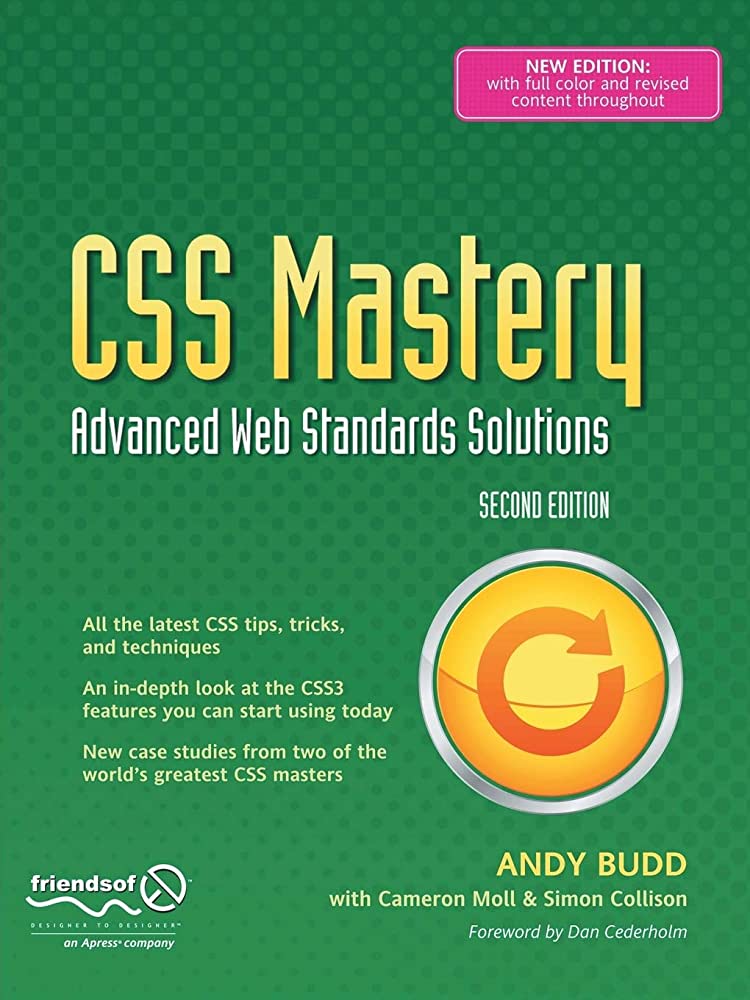 NEW EDITION:
with full color and revised
content throughout
CSS Mastery
Advanced Web Standards Solutions
SECOND EDITION
All the latest CSS tips, tricks,
and techniques
An in-depth look at the CSS3
features you can start using today
New case studies from two of the
world's greatest CSS masters
ANDY BUDD
with Cameron Moll & Simon Collison
Foreword by Dan Cederholm
friendsof™
DESIGNER TO DESIGNER™
an Apress® company